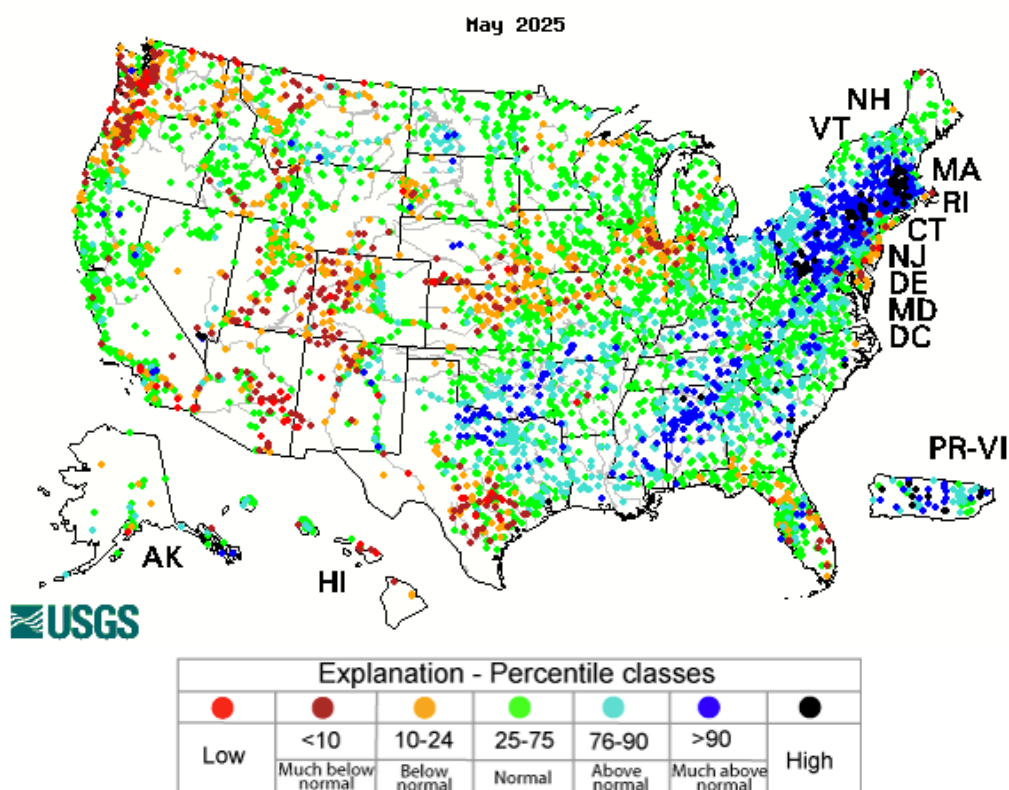 May 2025
NH
VT
MA
RI
CT
NJ
DE
MD
DC
PR-VI
AK
HI
USGS
Explanation - Percentile classes
Low
<10
10-24
25-75
76-90
>90
High
Much below normal
Below normal
Normal
Above normal
Much above normal